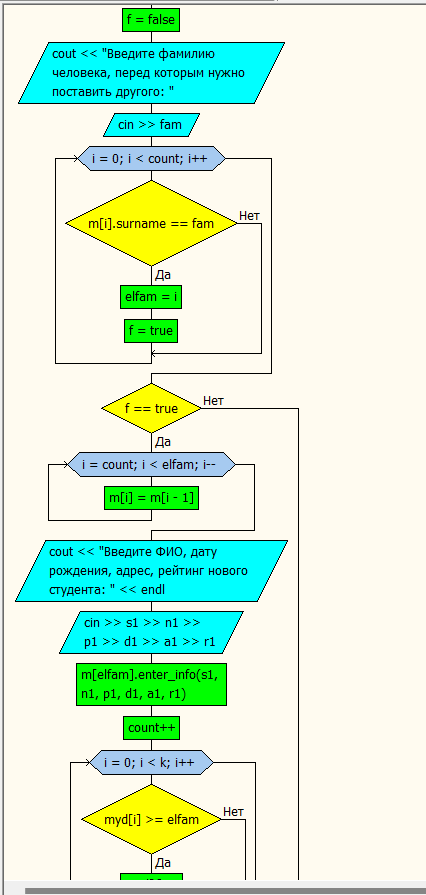 f = false
cout << "Введите фамилию
человека, перед которым нужно
поставить другого: "
cin >> fam
i = 0; i < count; i++
m[i].surname == fam
Нет
Да
elfam = i
f = true
f == true
Нет
Да
i = count; i < elfam; i--
m[i] = m[i - 1]
cout << "Введите ФИО, дату
рождения, адрес, рейтинг нового
студента: " << endl
cin >> s1 >> n1 >>
p1 >> d1 >> a1 >> r1
m[elfam].enter_info(s1,
n1, p1, d1, a1, r1)
count++
i = 0; i < k; i++
myd[i] >= elfam
Нет
Да